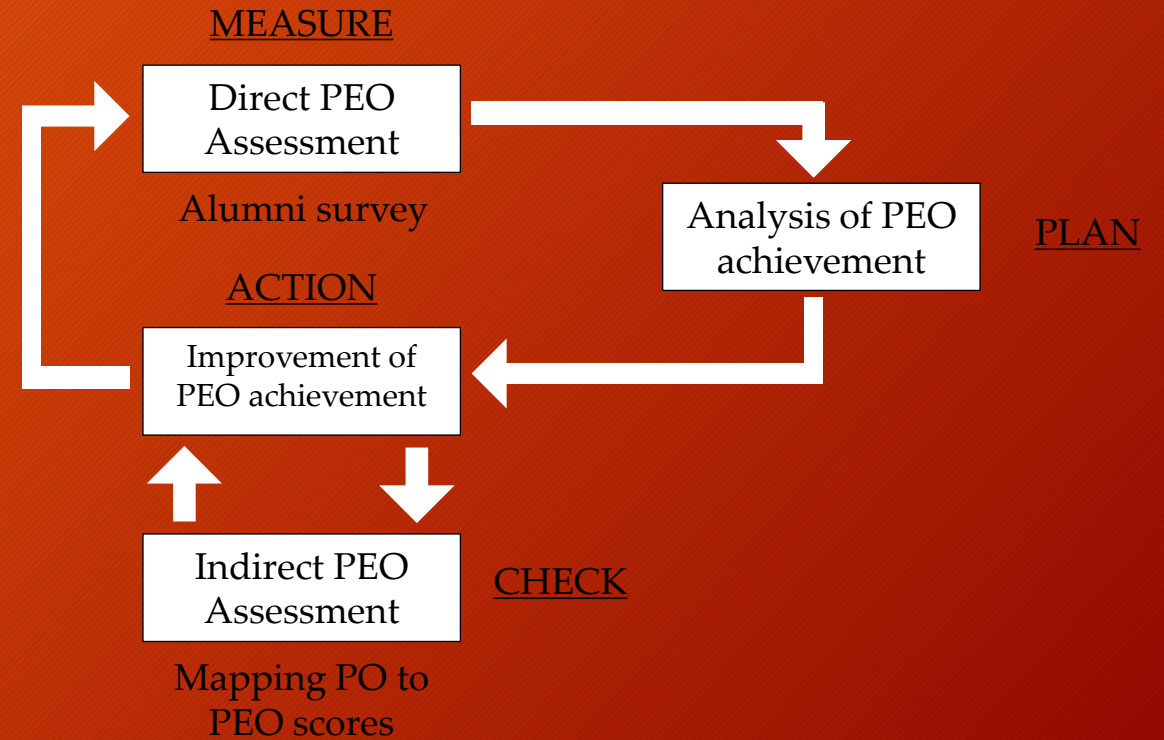 MEASURE
Direct PEO
Assessment
Alumni survey
Analysis of PEO
achievement
PLAN
ACTION
Improvement of
PEO achievement
Indirect PEO
Assessment
CHECK
Mapping PO to
PEO scores